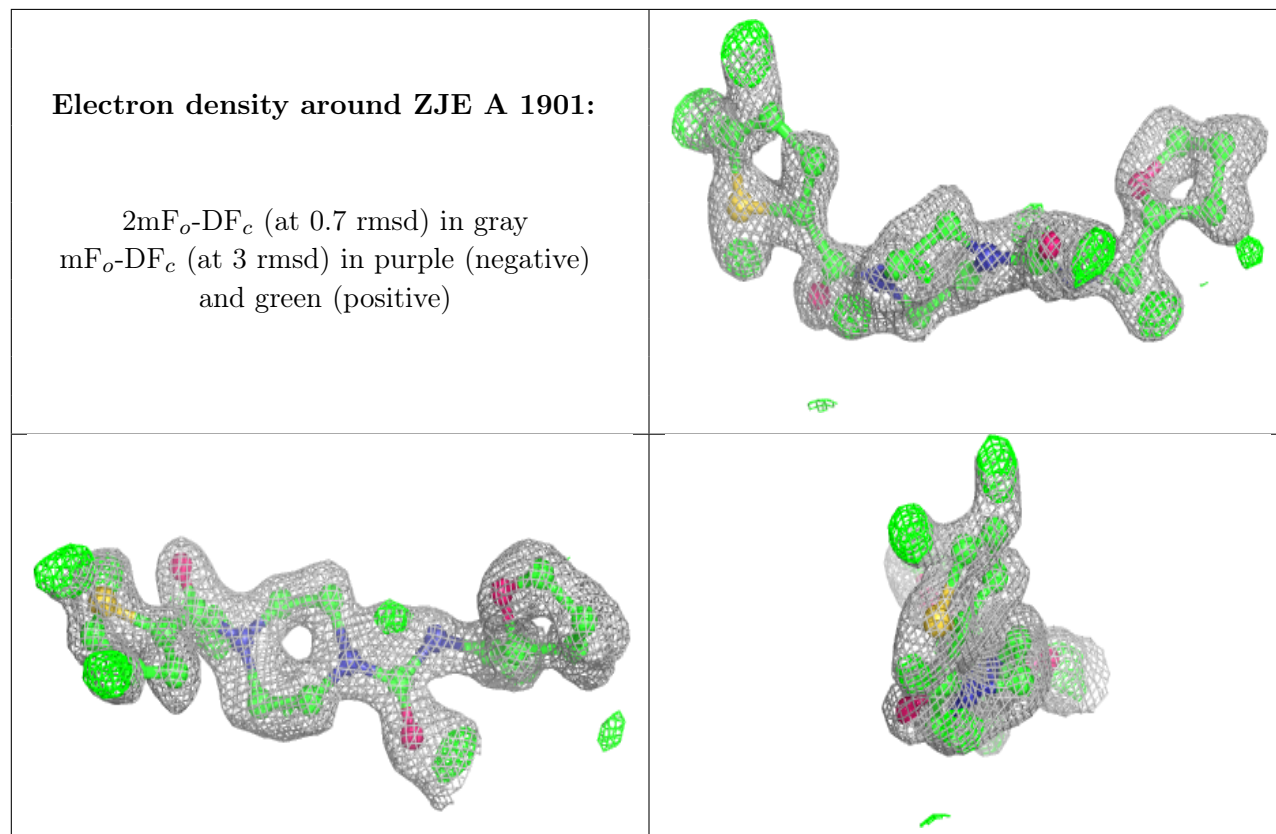 Electron density around ZJE A 1901:
2mFo-DFc (at 0.7 rmsd) in gray
mFo-DFc (at 3 rmsd) in purple (negative)
and green (positive)